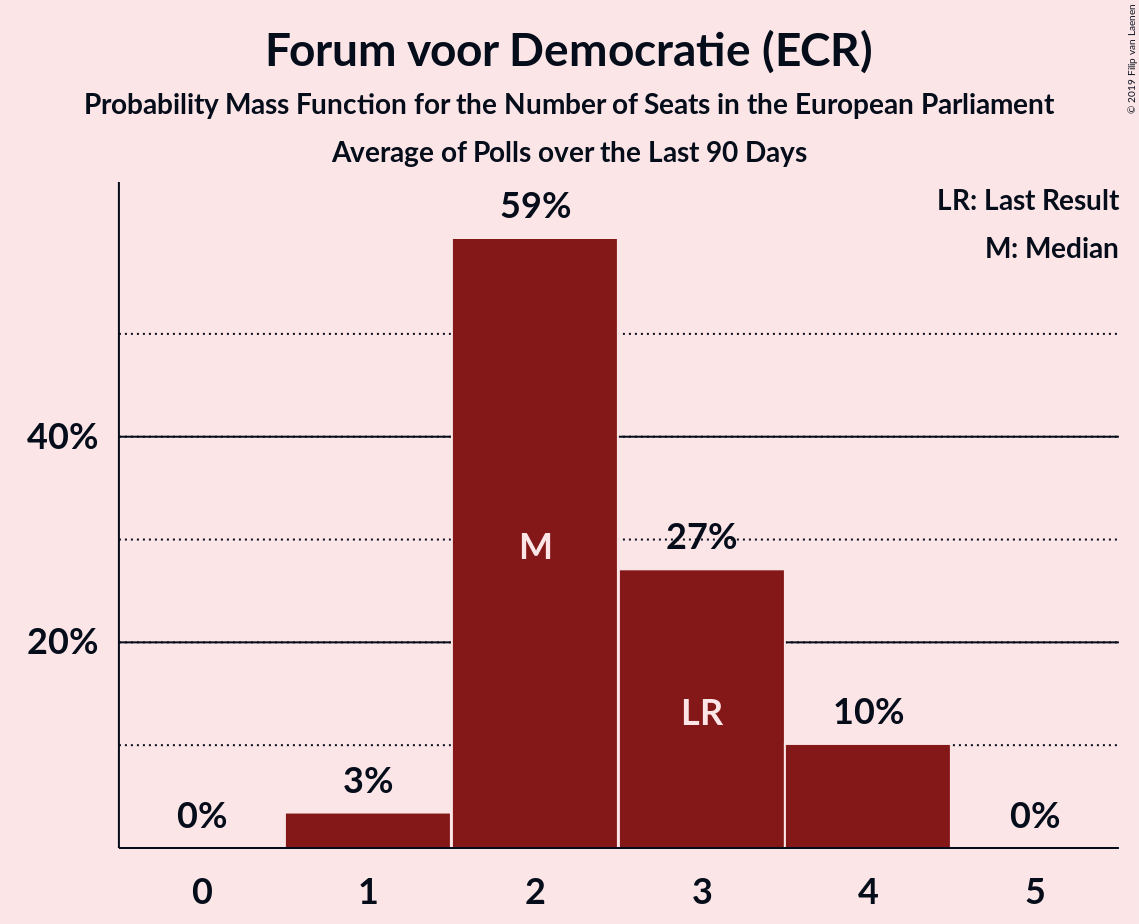 Forum voor Democratie (ECR)
Probability Mass Function for the Number of Seats in the European Parliament
Average of Polls over the Last 90 Days
© 2019 Filip van Laenen
LR: Last Result
M: Median
59%
40%
M
27%
20%
LR
10%
3%
0%
0%
0 1 2 3 4 5